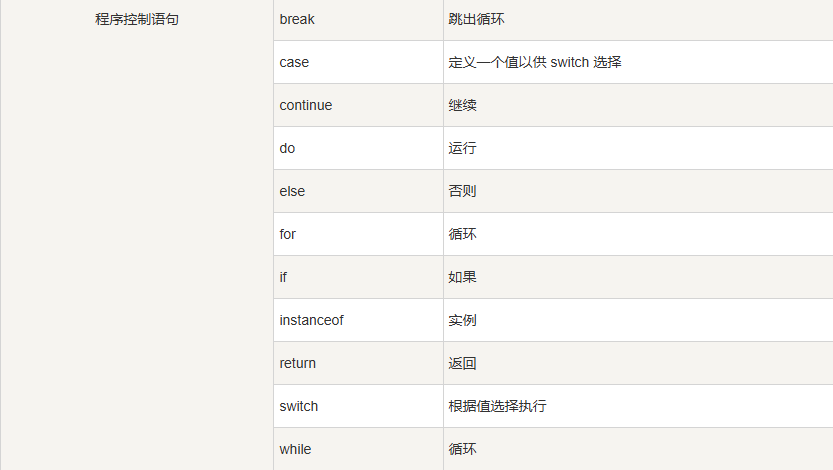 程序控制语句 break 跳出循环
case 定义一个值以供 switch 选择
continue 继续
do 运行
else 否则
for 循环
if 如果
instanceof 实例
return 返回
switch 根据值选择执行
while 循环